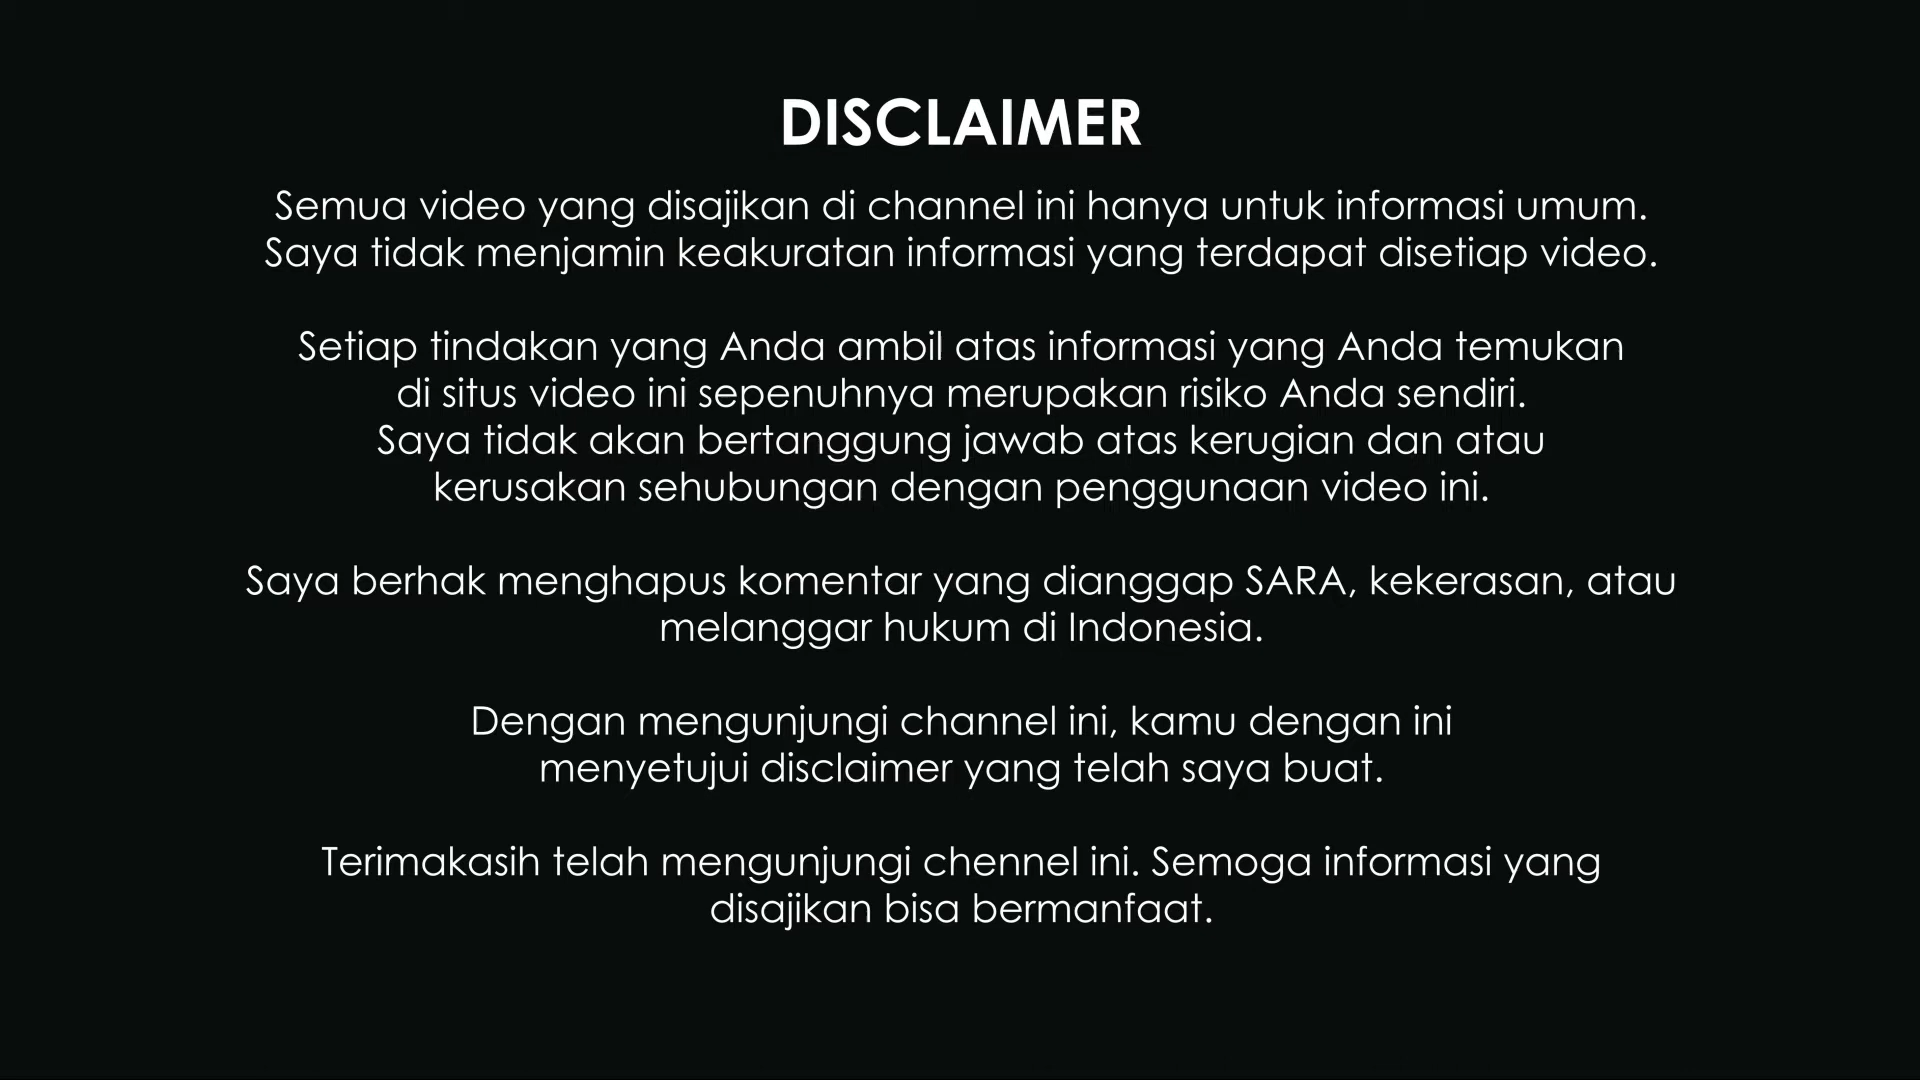 DISCLAIMER
Semua video yang disajikan di channel ini hanya untuk informasi umum.
Saya tidak menjamin keakuratan informasi yang terdapat disetiap video.
Setiap tindakan yang Anda ambil atas informasi yang Anda temukan
di situs video ini sepenuhnya merupakan risiko Anda sendiri.
Saya tidak akan bertanggung jawab atas kerugian dan atau
kerusakan sehubungan dengan penggunaan video ini.
Saya berhak menghapus komentar yang dianggap SARA, kekerasan, atau
melanggar hukum di Indonesia.
Dengan mengunjungi channel ini, kamu dengan ini
menyetujui disclaimer yang telah saya buat.
Terimakasih telah mengunjungi chennel ini. Semoga informasi yang
disajikan bisa bermanfaat.